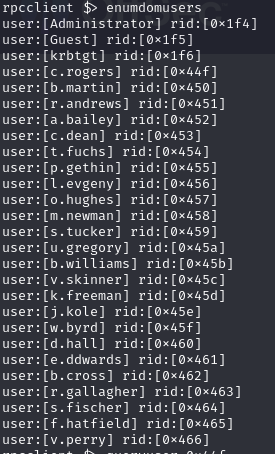 rpcclient $> enumdomusers
user:[Administrator] rid:[0×1f4]
user:[Guest] rid:[0×1f5]
user:[krbtgt] rid:[0×1f6]
user:[c.rogers] rid:[0×44f]
user:[b.martin] rid:[0×450]
user:[r.andrews] rid:[0×451]
user:[a.bailey] rid:[0×452]
user:[c.dean] rid:[0×453]
user:[t.fuchs] rid:[0×454]
user:[p.gethin] rid:[0×455]
user:[l.evgeny] rid:[0×456]
user:[o.hughes] rid:[0×457]
user:[m.newman] rid:[0×458]
user:[s.tucker] rid:[0×459]
user:[u.gregory] rid:[0×45a]
user:[b.williams] rid:[0×45b]
user:[v.skinner] rid:[0×45c]
user:[k.freeman] rid:[0×45d]
user:[j.kole] rid:[0×45e]
user:[w.byrd] rid:[0×45f]
user:[d.hall] rid:[0×460]
user:[e.ddwards] rid:[0×461]
user:[b.cross] rid:[0×462]
user:[r.gallagher] rid:[0×463]
user:[s.fischer] rid:[0×464]
user:[f.hatfield] rid:[0×465]
user:[v.perry] rid:[0×466]
rpcclient $>